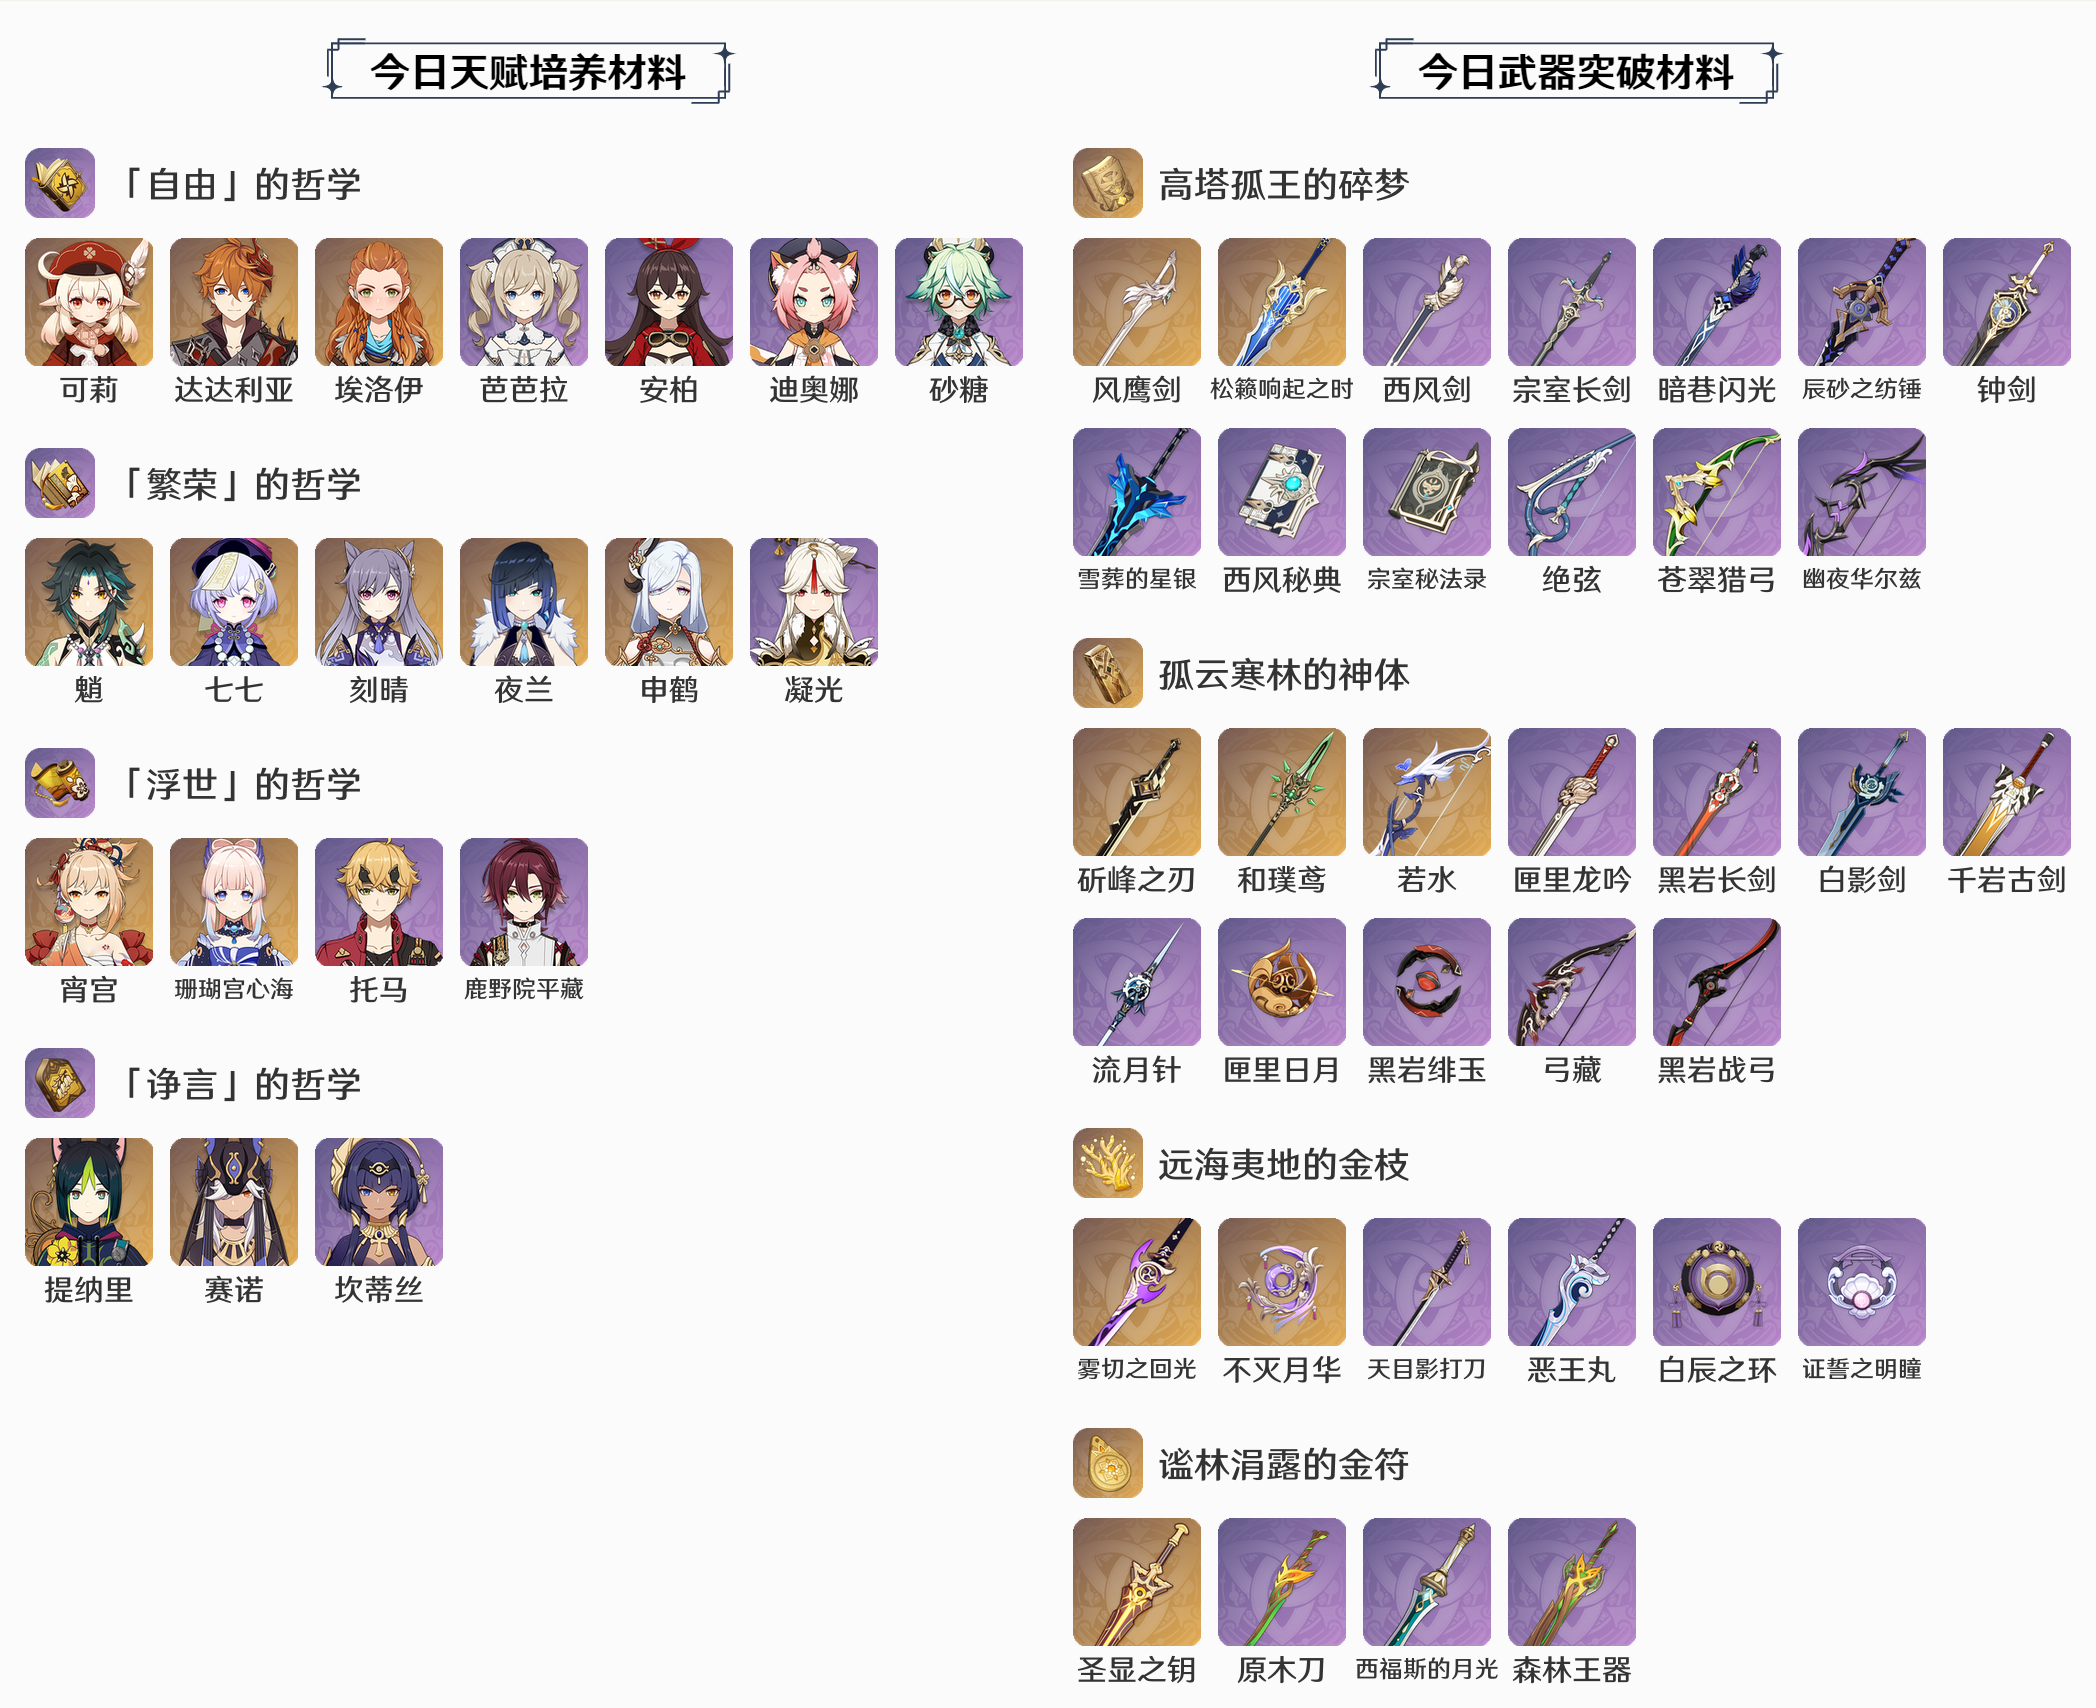 今日天赋培养材料
「自由」的哲学
可莉 达达利亚 埃洛伊 芭芭拉 安柏 迪奥娜 砂糖
「繁荣」的哲学
魈 七七 刻晴 夜兰 申鹤 凝光
「浮世」的哲学
宵宫 珊瑚宫心海 托马 鹿野院平藏
「诤言」的哲学
提纳里 赛诺 坎蒂丝
今日武器突破材料
高塔孤王的碎梦
风鹰剑 松籁响起之时 西风剑 宗室长剑 暗巷闪光 辰砂之纺锤 钟剑
雪葬的星银 西风秘典 宗室秘法录 绝弦 苍翠猎弓 幽夜华尔兹
孤云寒林的神体
斫峰之刃 和璞鸢 若水 匣里龙吟 黑岩长剑 白影剑 千岩古剑
流月针 匣里日月 黑岩绯玉 弓藏 黑岩战弓
远海夷地的金枝
雾切之回光 不灭月华 天目影打刀 恶王丸 白辰之环 证誓之明瞳
谧林涓露的金符
圣显之钥 原木刀 西福斯的月光 森林王器